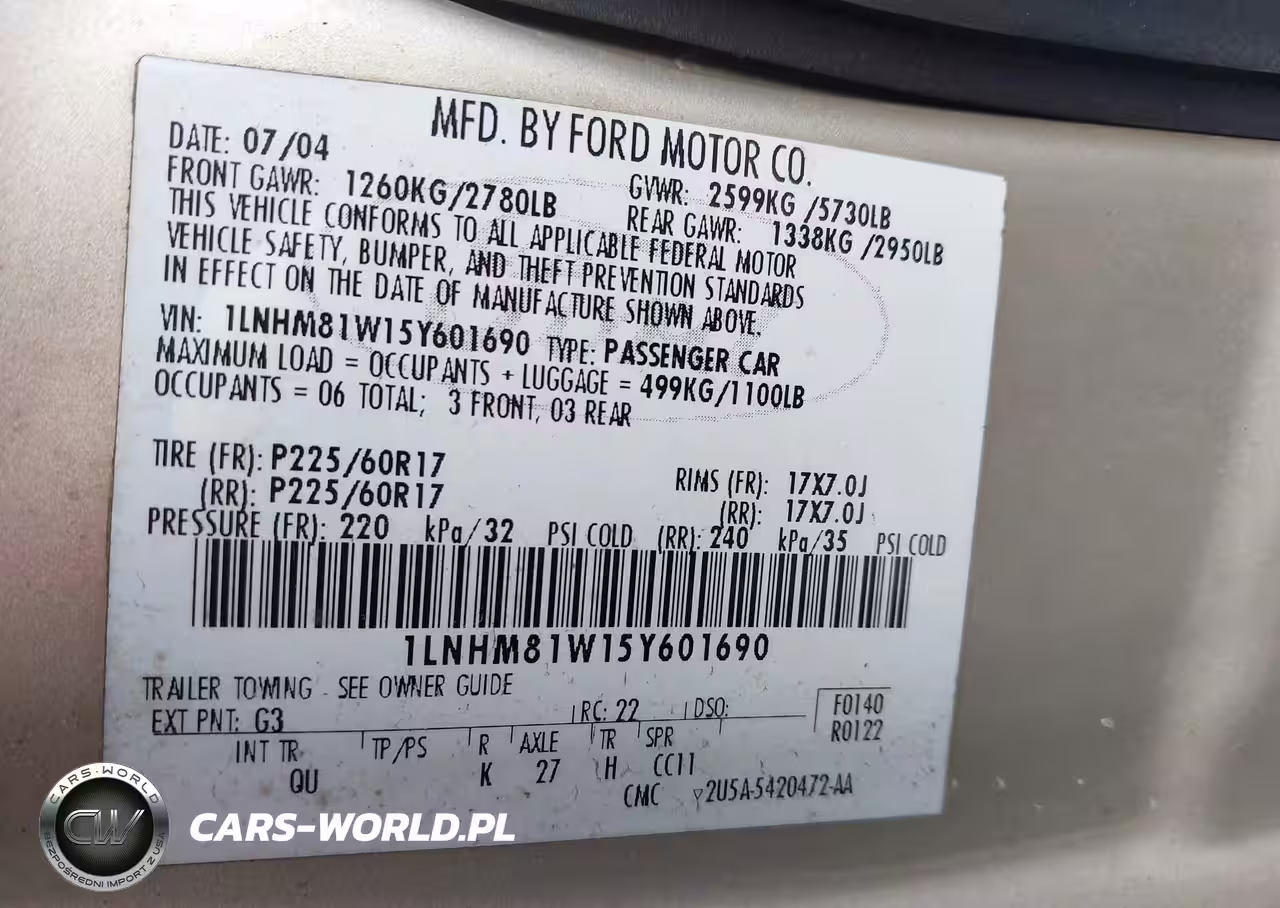 MFD. BY FORD MOTOR CO.
DATE: 07/04
GVWR: 2599KG /5730LB
FRONT GAWR: 1260KG/2780LB
REAR GAWR: 1338KG /2950LB
THIS VEHICLE CONFORMS TO ALL APPLICABLE FEDERAL MOTOR
VEHICLE SAFETY, BUMPER, AND THEFT PREVENTION STANDARDS
IN EFFECT ON THE DATE OF MANUFACTURE SHOWN ABOVE.
VIN: 1LNHM81W15Y601690 TYPE: PASSENGER CAR
MAXIMUM LOAD = OCCUPANTS + LUGGAGE = 499KG/1100LB
OCCUPANTS = 06 TOTAL; 3 FRONT, 03 REAR
TIRE (FR): P225/60R17 RIMS (FR): 17X7.0J
(RR): P225/60R17 (RR): 17X7.0J
PRESSURE (FR): 220 kPa/32 PSI COLD (RR): 240 kPa/35 PSI COLD
1LNHM81W15Y601690
TRAILER TOWING - SEE OWNER GUIDE
EXT PNT: G3 RC: 22 DSO: F0140
R0122
INT TR TP/PS R AXLE TR SPR
QU K 27 H CC11
CMC 2U5A-5420472-AA
CARS-WORLD
CW
BEZPOŚREDNI IMPORT Z USA
CARS-WORLD.PL